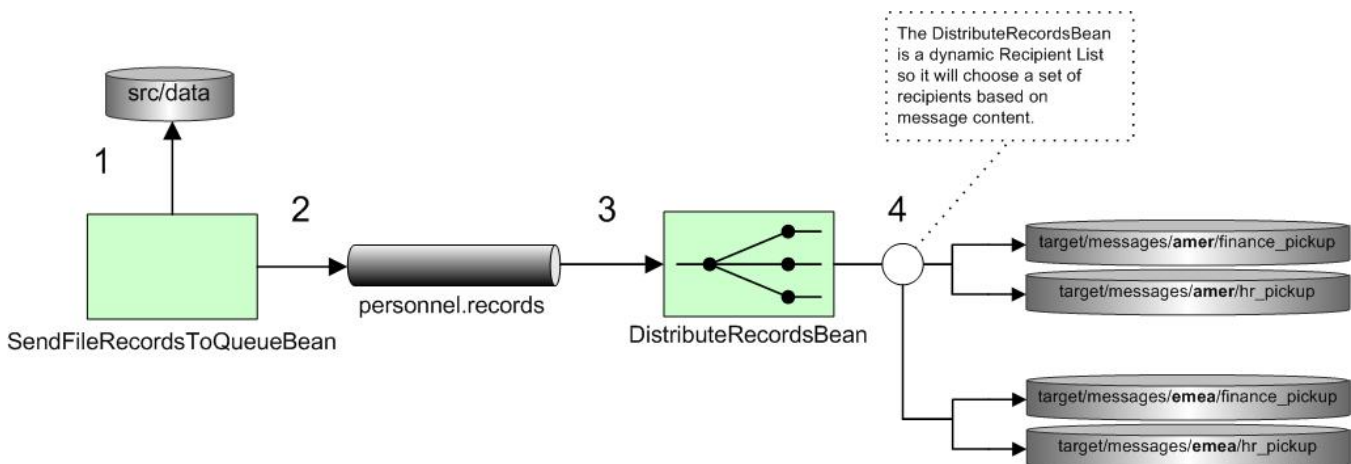 The DistributeRecordsBean
is a dynamic Recipient List
so it will choose a set of
recipients based on
message content.
src/data
1
2
3
4
personnel.records
SendFileRecordsToQueueBean
DistributeRecordsBean
target/messages/amer/finance_pickup
target/messages/amer/hr_pickup
target/messages/emea/finance_pickup
target/messages/emea/hr_pickup